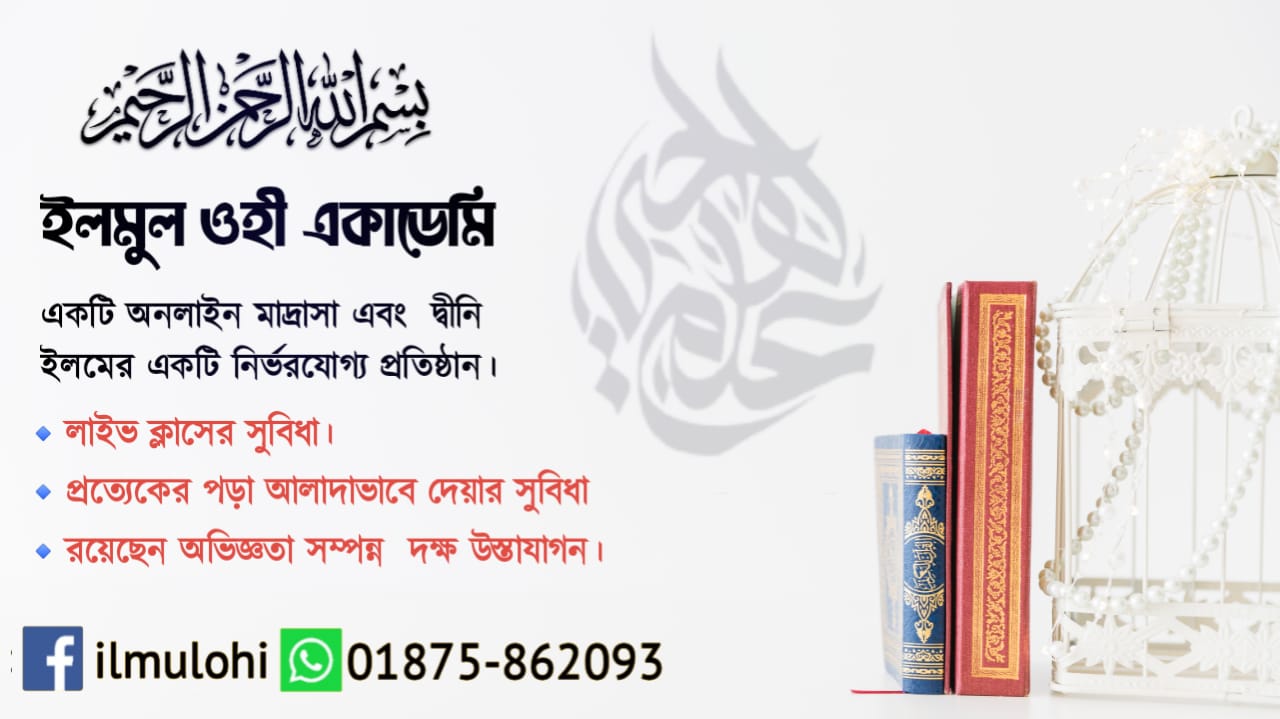 بسم الله الرحمن الرحيم
ইলমুল ওহী একাডেমি
একটি অনলাইন মাদ্রাসা এবং দ্বীনি
ইলমের একটি নির্ভরযোগ্য প্রতিষ্ঠান।
লাইভ ক্লাসের সুবিধা।
প্রত্যেকের পড়া আলাদাভাবে দেয়ার সুবিধা
রয়েছেন অভিজ্ঞতা সম্পন্ন দক্ষ উস্তাযাগন।
ilmulohi 01875-862093